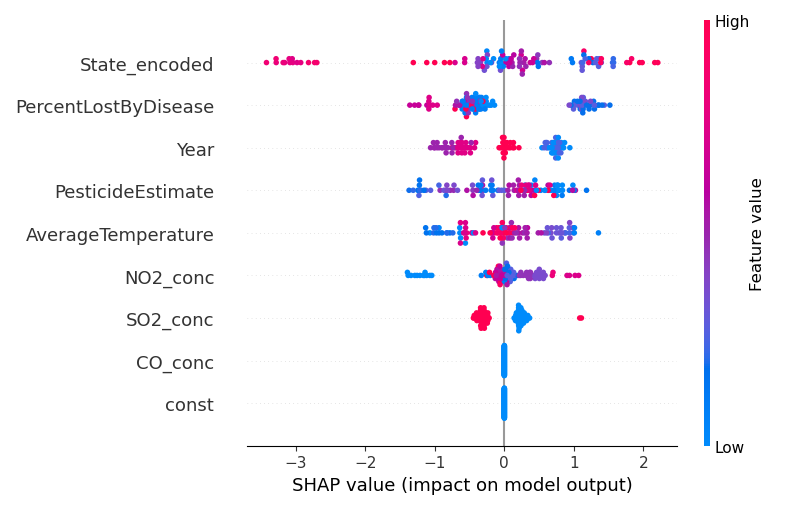 High
State_encoded
PercentLostByDisease
Year
PesticideEstimate
AverageTemperature
NO2_conc
SO2_conc
CO_conc
const
Feature value
Low
−3 −2 −1 0 1 2
SHAP value (impact on model output)